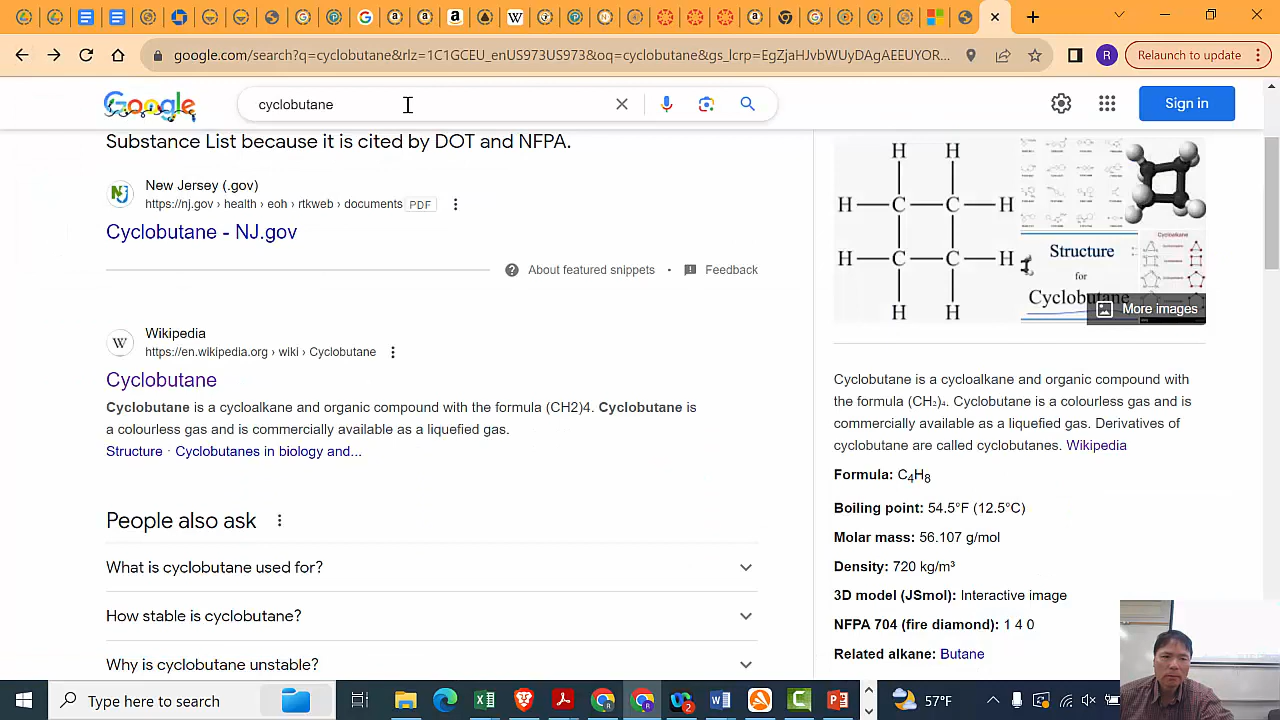 google.com/search?q=cyclobutane&rlz=1C1GCEU_enUS973US973&oq=cyclobutane&gs_lcrp=EgZjaHJvbWUyDAgAEEUYOR...
R
Relaunch to update
Google
cyclobutane
Sign in
Substance List because it is cited by DOT and NFPA.
New Jersey (.gov)
https://nj.gov › health › eoh › rtkweb › documents PDF
Cyclobutane - NJ.gov
About featured snippets • Feedback
Wikipedia
https://en.wikipedia.org › wiki › Cyclobutane
Cyclobutane
Cyclobutane is a cycloalkane and organic compound with the formula (CH2)4. Cyclobutane is
a colourless gas and is commercially available as a liquefied gas.
Structure · Cyclobutanes in biology and...
People also ask
What is cyclobutane used for?
How stable is cyclobutane?
Why is cyclobutane unstable?
H H
H C C H
H C C H
H H
Cycloalkane
Structure
for
Cyclobutane
More images
Cyclobutane is a cycloalkane and organic compound with
the formula (CH₂)₄. Cyclobutane is a colourless gas and is
commercially available as a liquefied gas. Derivatives of
cyclobutane are called cyclobutanes. Wikipedia
Formula: C₄H₈
Boiling point: 54.5°F (12.5°C)
Molar mass: 56.107 g/mol
Density: 720 kg/m³
3D model (JSmol): Interactive image
NFPA 704 (fire diamond): 1 4 0
Related alkane: Butane
Type here to search
57°F